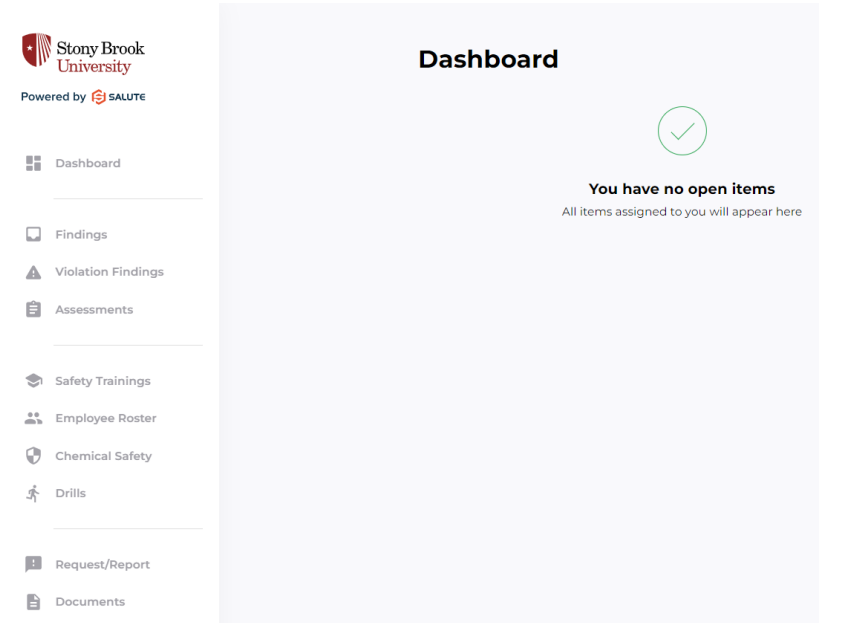 Stony Brook
University
Powered by SALUTE
Dashboard
Findings
Violation Findings
Assessments
Safety Trainings
Employee Roster
Chemical Safety
Drills
Request/Report
Documents
Dashboard
You have no open items
All items assigned to you will appear here